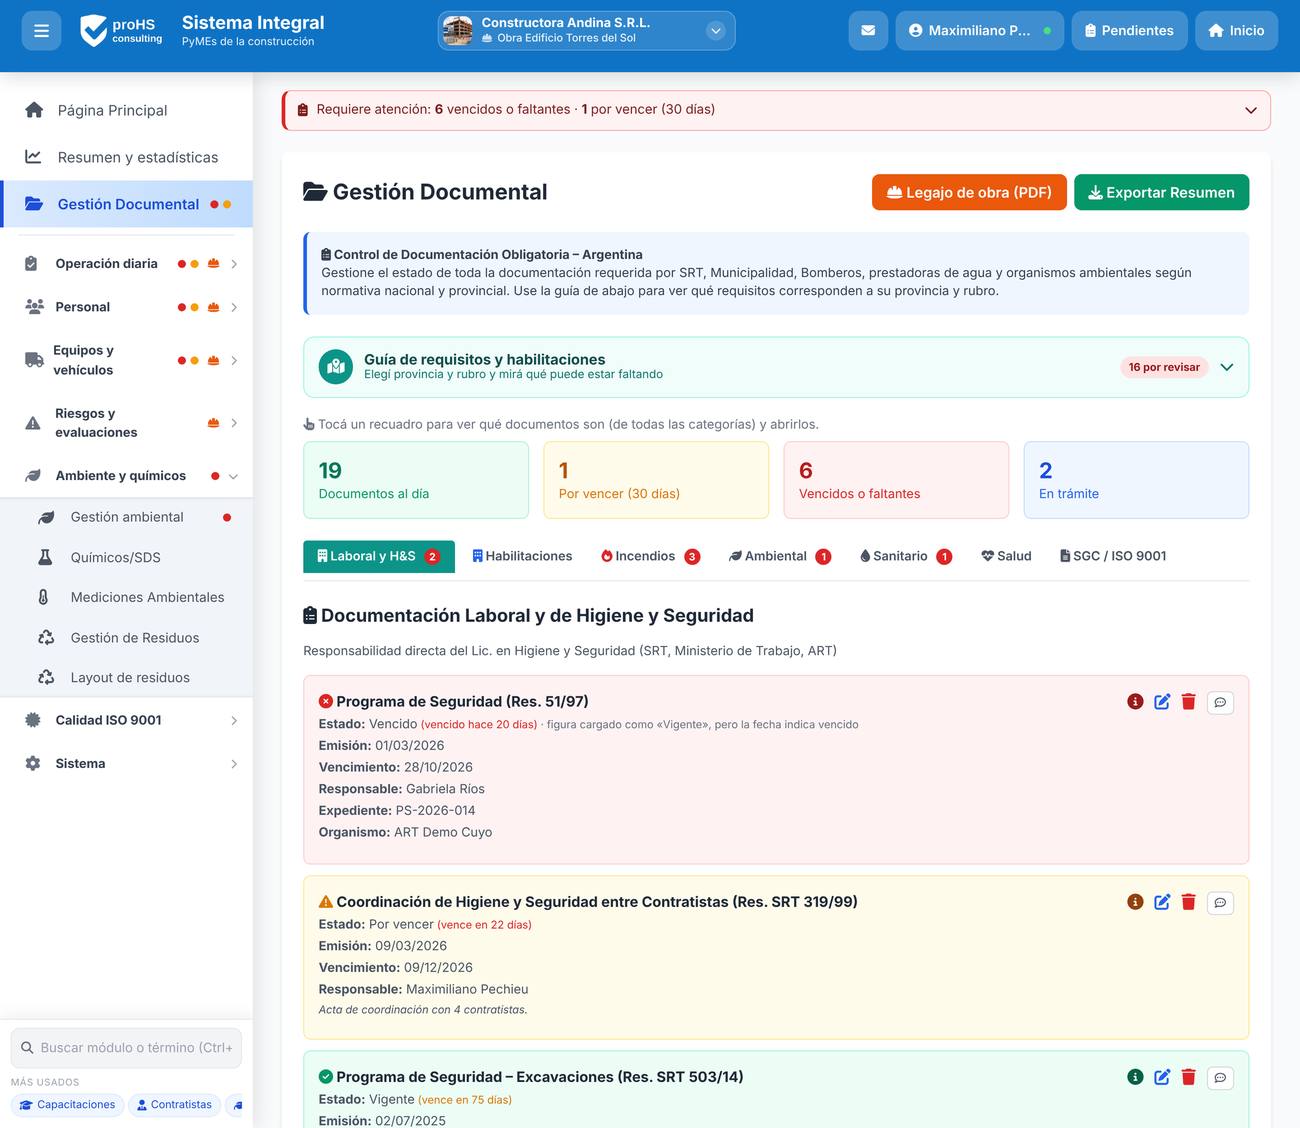 proHS
consulting
Sistema Integral
PyMEs de la construcción
Constructora Andina S.R.L.
Obra Edificio Torres del Sol
Maximiliano P...
Pendientes
Inicio
Página Principal
Resumen y estadísticas
Gestión Documental
Operación diaria
Personal
Equipos y
vehículos
Riesgos y
evaluaciones
Ambiente y químicos
Gestión ambiental
Químicos/SDS
Mediciones Ambientales
Gestión de Residuos
Layout de residuos
Calidad ISO 9001
Sistema
Buscar módulo o término (Ctrl+
MÁS USADOS
Capacitaciones
Contratistas
Requiere atención: 6 vencidos o faltantes · 1 por vencer (30 días)
Gestión Documental
Legajo de obra (PDF)
Exportar Resumen
Control de Documentación Obligatoria – Argentina
Gestione el estado de toda la documentación requerida por SRT, Municipalidad, Bomberos, prestadoras de agua y organismos ambientales según
normativa nacional y provincial. Use la guía de abajo para ver qué requisitos corresponden a su provincia y rubro.
Guía de requisitos y habilitaciones
Elegí provincia y rubro y mirá qué puede estar faltando
16 por revisar
Tocá un recuadro para ver qué documentos son (de todas las categorías) y abrirlos.
19
Documentos al día
1
Por vencer (30 días)
6
Vencidos o faltantes
2
En trámite
Laboral y H&S 2
Habilitaciones
Incendios 3
Ambiental 1
Sanitario 1
Salud
SGC / ISO 9001
Documentación Laboral y de Higiene y Seguridad
Responsabilidad directa del Lic. en Higiene y Seguridad (SRT, Ministerio de Trabajo, ART)
Programa de Seguridad (Res. 51/97)
Estado: Vencido (vencido hace 20 días) · figura cargado como «Vigente», pero la fecha indica vencido
Emisión: 01/03/2026
Vencimiento: 28/10/2026
Responsable: Gabriela Ríos
Expediente: PS-2026-014
Organismo: ART Demo Cuyo
Coordinación de Higiene y Seguridad entre Contratistas (Res. SRT 319/99)
Estado: Por vencer (vence en 22 días)
Emisión: 09/03/2026
Vencimiento: 09/12/2026
Responsable: Maximiliano Pechieu
Acta de coordinación con 4 contratistas.
Programa de Seguridad – Excavaciones (Res. SRT 503/14)
Estado: Vigente (vence en 75 días)
Emisión: 02/07/2025